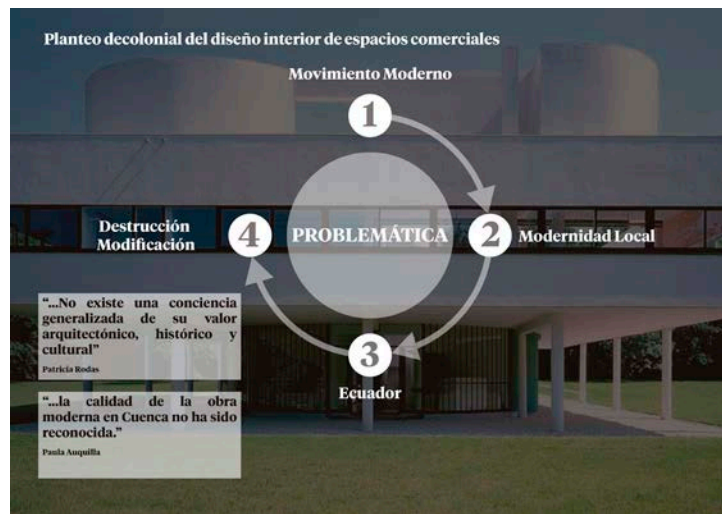 Planteo decolonial del diseño interior de espacios comerciales
Movimiento Moderno
1
PROBLEMÁTICA
2
Modernidad Local
3
Ecuador
4
Destrucción
Modificación
“...No existe una conciencia
generalizada de su valor
arquitectónico, histórico y
cultural”
Patricia Rodas
“...la calidad de la obra
moderna en Cuenca no ha sido
reconocida.”
Paula Auquilla